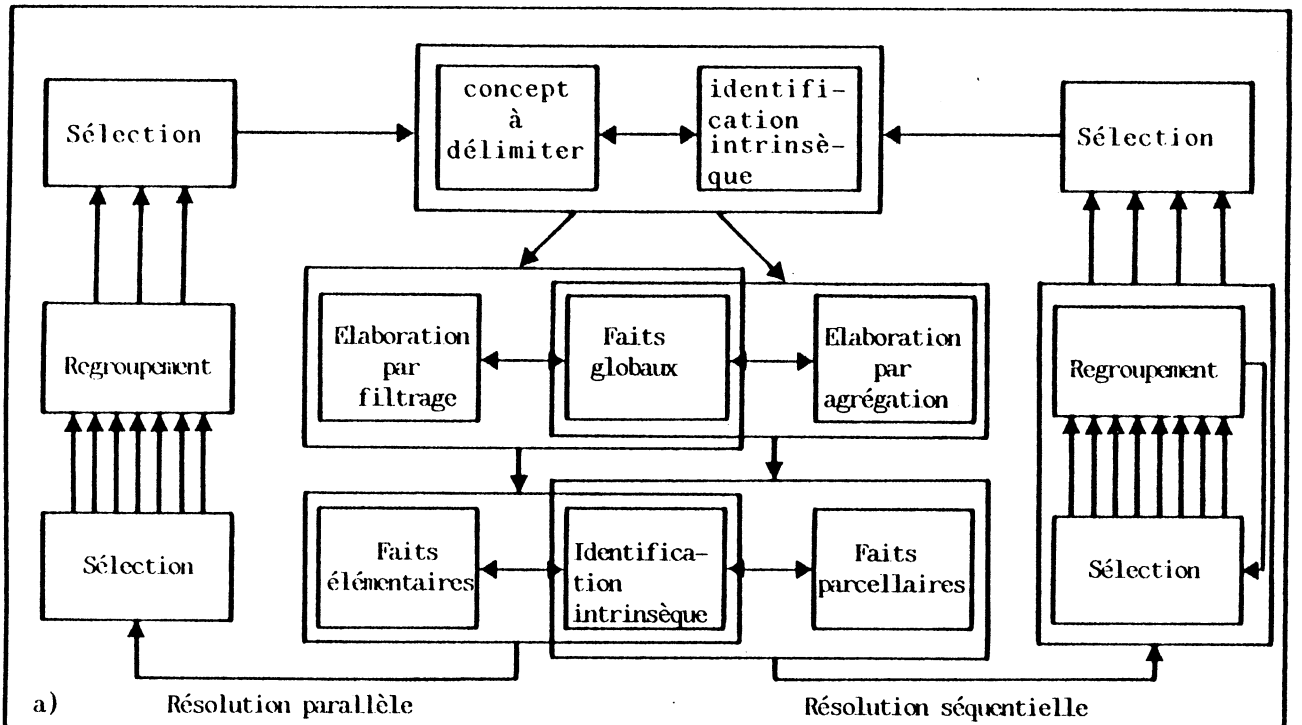 concept
à
délimiter
identifi-
cation
intrinsè-
que
Sélection
Sélection
Elaboration
par
filtrage
Faits
globaux
Elaboration
par
agrégation
Regroupement
Regroupement
Sélection
Faits
élémentaires
Identifica-
tion
intrinsèque
Faits
parcellaires
Sélection
a)
Résolution parallèle
Résolution séquentielle